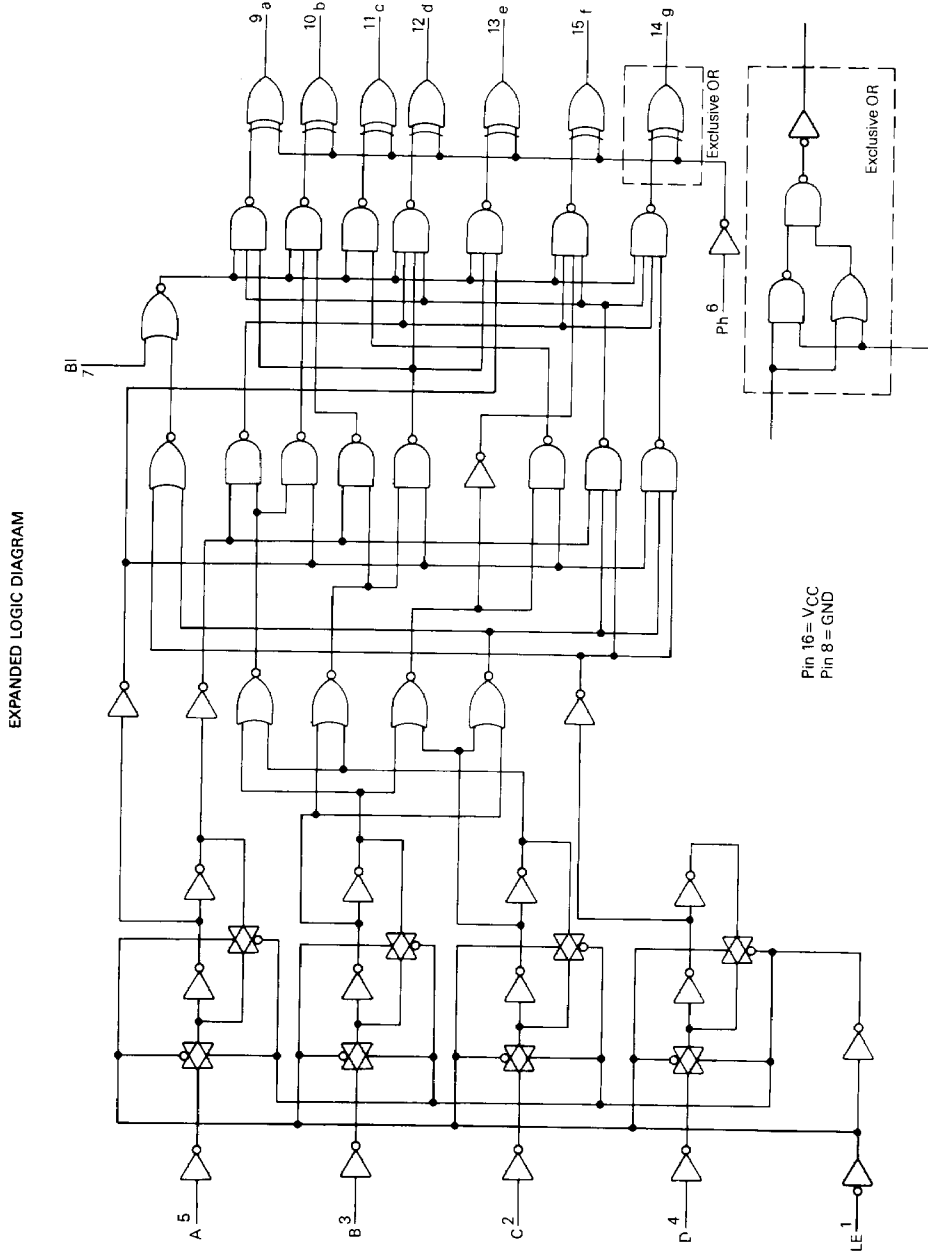 EXPANDED LOGIC DIAGRAM
BI
7
9 a
10 b
11 c
12 d
13 e
15 f
14 g
Exclusive OR
Ph 6
Exclusive OR
A 5
B 3
C 2
D 4
LE 1
Pin 16 = VCC
Pin 8 = GND